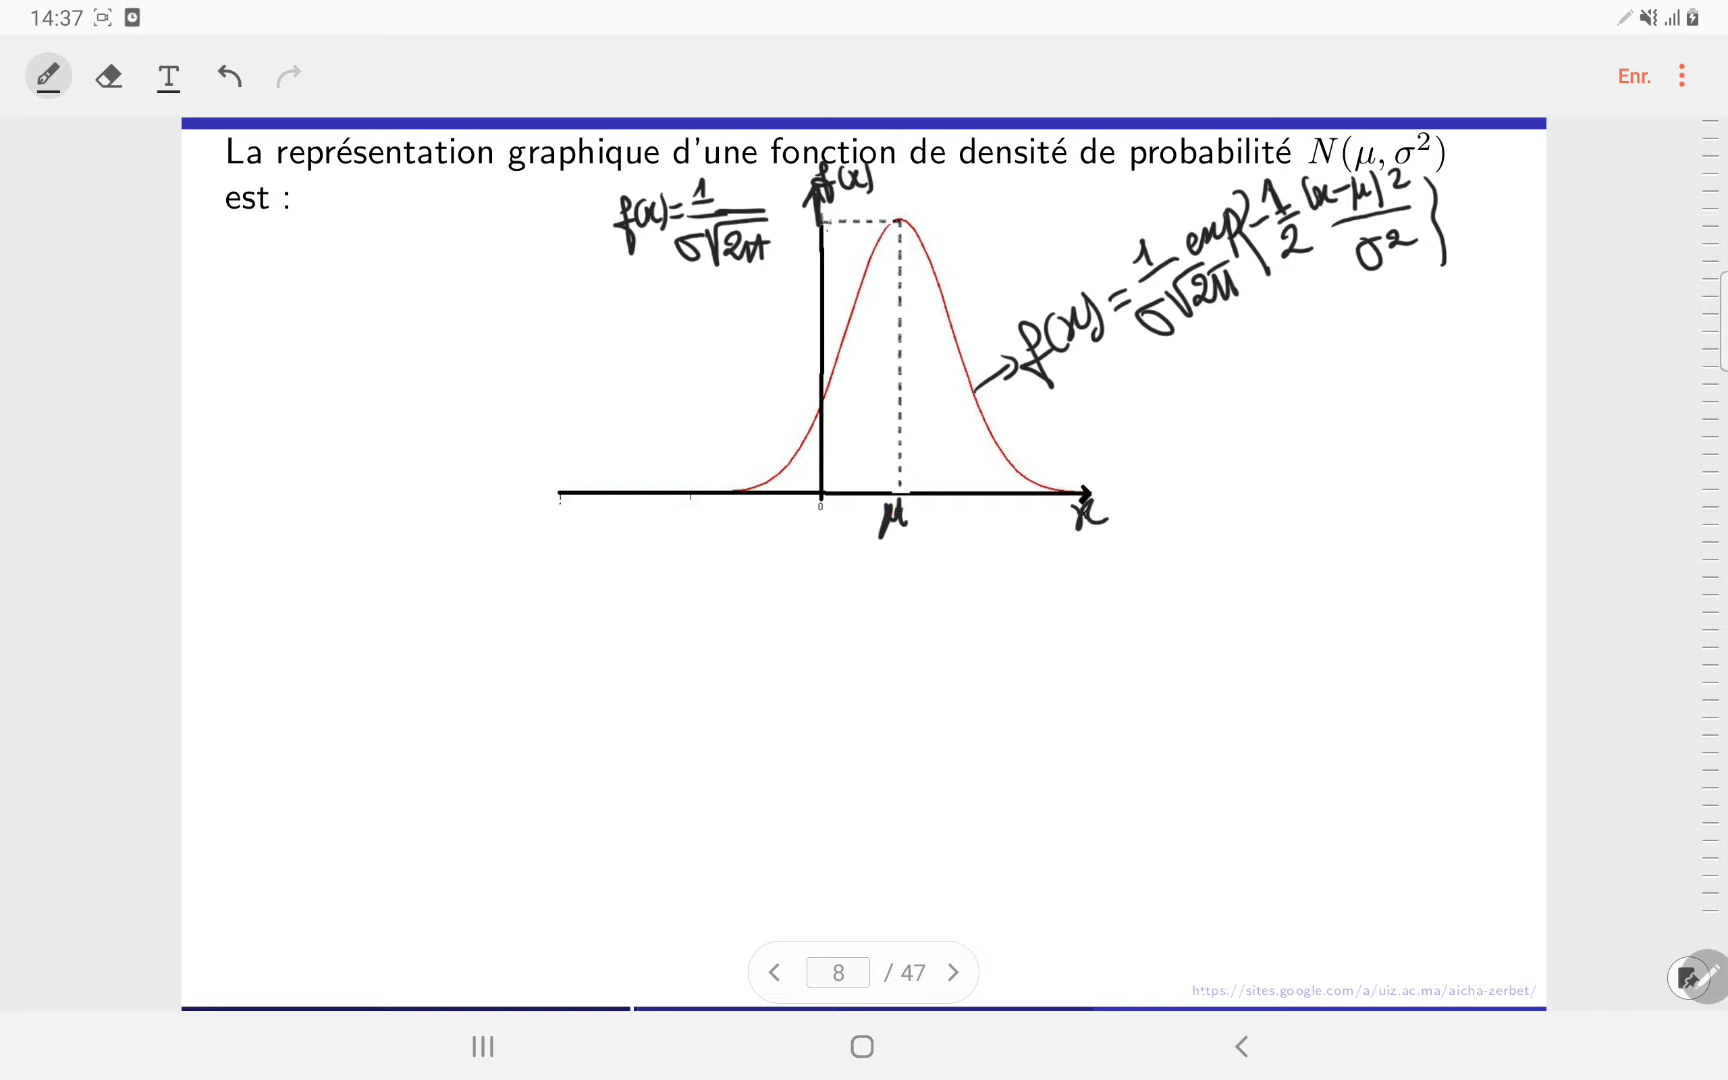 14:37
T
Enr.
La représentation graphique d'une fonction de densité de probabilité N(μ, σ²)
est :
f(x)
f(x) = 1/(σ√2π)
f(x) = 1/(σ√2π) exp{-1/2 (x-μ)²/σ²}
0
μ
x
8 / 47
https://sites.google.com/a/uiz.ac.ma/aicha-zerbet/